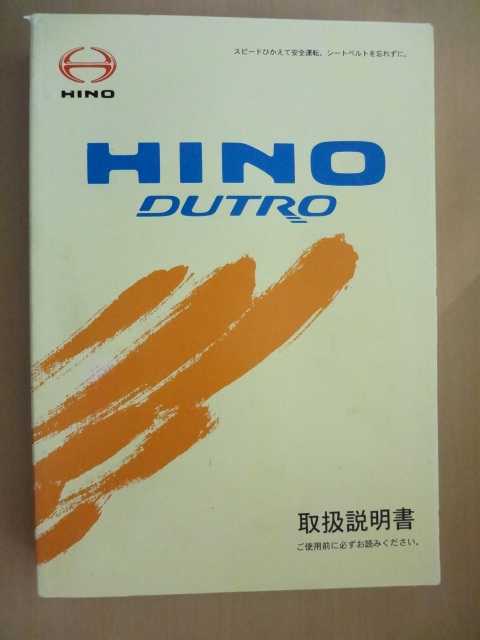 スピードひかえて安全運転、シートベルトを忘れずに。
HINO
HINO
DUTRO
取扱説明書
ご使用前に必ずお読みください。